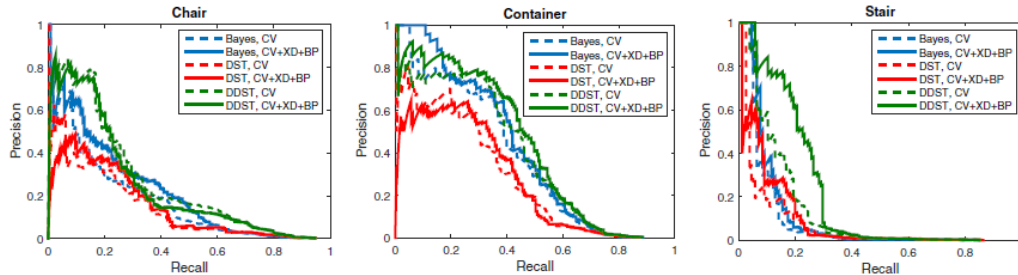 Chair
Precision
1
0.8
0.6
0.4
0.2
0
0 0.2 0.4 0.6 0.8 1
Recall
Bayes, CV
Bayes, CV+XD+BP
DST, CV
DST, CV+XD+BP
DDST, CV
DDST, CV+XD+BP
Container
Precision
1
0.8
0.6
0.4
0.2
0
0 0.2 0.4 0.6 0.8 1
Recall
Bayes, CV
Bayes, CV+XD+BP
DST, CV
DST, CV+XD+BP
DDST, CV
DDST, CV+XD+BP
Stair
Precision
1
0.8
0.6
0.4
0.2
0
0 0.2 0.4 0.6 0.8
Recall
Bayes, CV
Bayes, CV+XD+BP
DST, CV
DST, CV+XD+BP
DDST, CV
DDST, CV+XD+BP